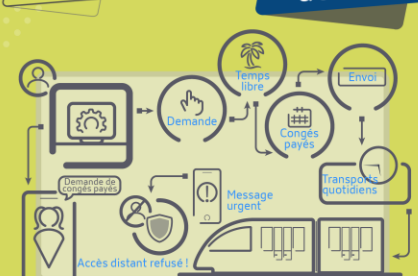 Temps
libre
Envoi
Demande
Congés
payés
Demande de
congés payés
Transports
quotidiens
Message
urgent
Accès distant refusé !